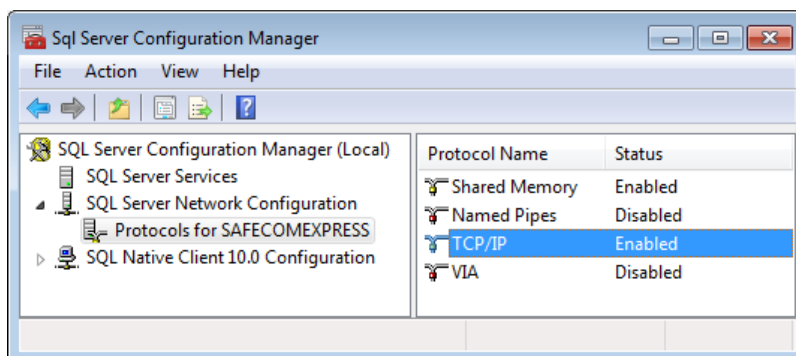 Sql Server Configuration Manager
File Action View Help
SQL Server Configuration Manager (Local)
SQL Server Services
SQL Server Network Configuration
Protocols for SAFECOMEXPRESS
SQL Native Client 10.0 Configuration
Protocol Name Status
Shared Memory Enabled
Named Pipes Disabled
TCP/IP Enabled
VIA Disabled